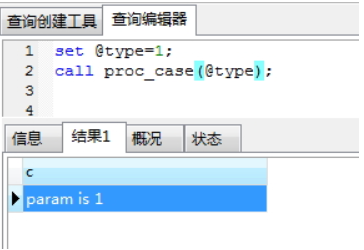 查询创建工具 查询编辑器
1 set @type=1;
2 call proc_case(@type);
3
4
信息 结果1 概况 状态
c
param is 1